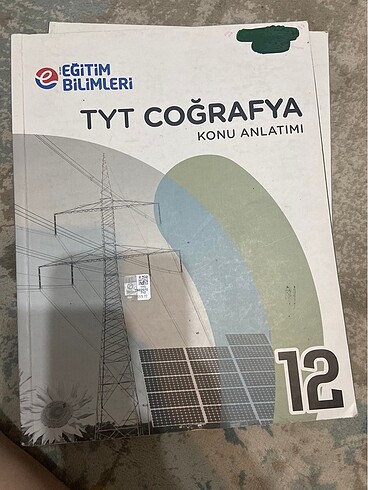 EĞİTİM
BİLİMLERİ
TYT COĞRAFYA
KONU ANLATIMI
12